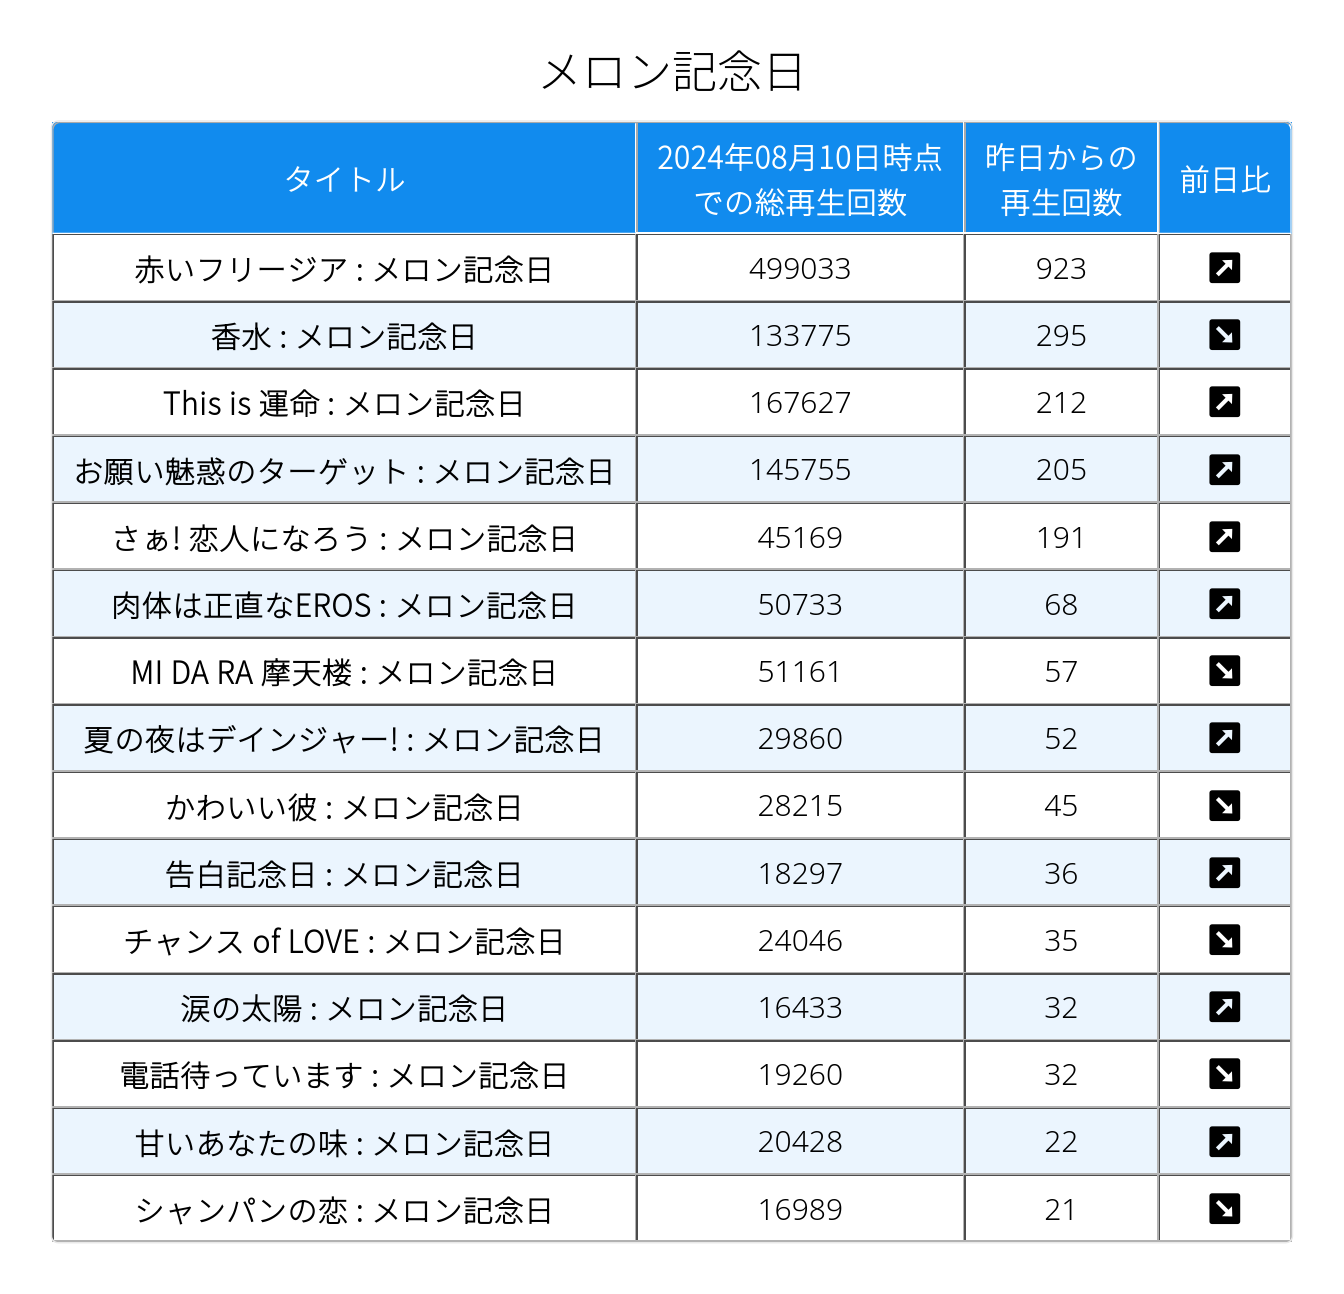 メロン記念日
タイトル
2024年08月10日時点
での総再生回数
昨日からの
再生回数
前日比
赤いフリージア : メロン記念日 499033 923 ↗
香水 : メロン記念日 133775 295 ↘
This is 運命 : メロン記念日 167627 212 ↗
お願い魅惑のターゲット : メロン記念日 145755 205 ↗
さぁ! 恋人になろう : メロン記念日 45169 191 ↗
肉体は正直なEROS : メロン記念日 50733 68 ↗
MI DA RA 摩天楼 : メロン記念日 51161 57 ↘
夏の夜はデインジャー! : メロン記念日 29860 52 ↗
かわいい彼 : メロン記念日 28215 45 ↘
告白記念日 : メロン記念日 18297 36 ↗
チャンス of LOVE : メロン記念日 24046 35 ↘
涙の太陽 : メロン記念日 16433 32 ↗
電話待っています : メロン記念日 19260 32 ↘
甘いあなたの味 : メロン記念日 20428 22 ↗
シャンパンの恋 : メロン記念日 16989 21 ↘